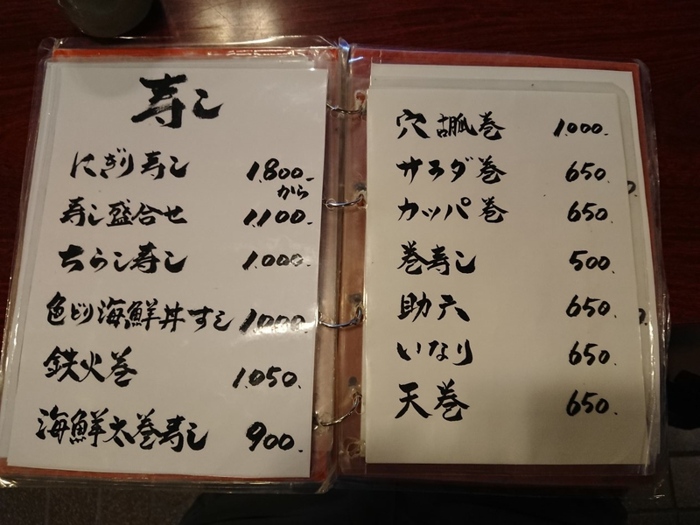 寿し
にぎり寿し 1.800-
から
寿し盛合せ 1,100.
ちらし寿し 1.000.
色どり海鮮丼すし 1,000.
鉄火巻 1,050.
海鮮太巻寿し 900.
穴胡瓜巻 1.000.
サラダ巻 650.
カッパ巻 650.
巻寿し 500.
助六 650.
いなり 650.
天巻 650.